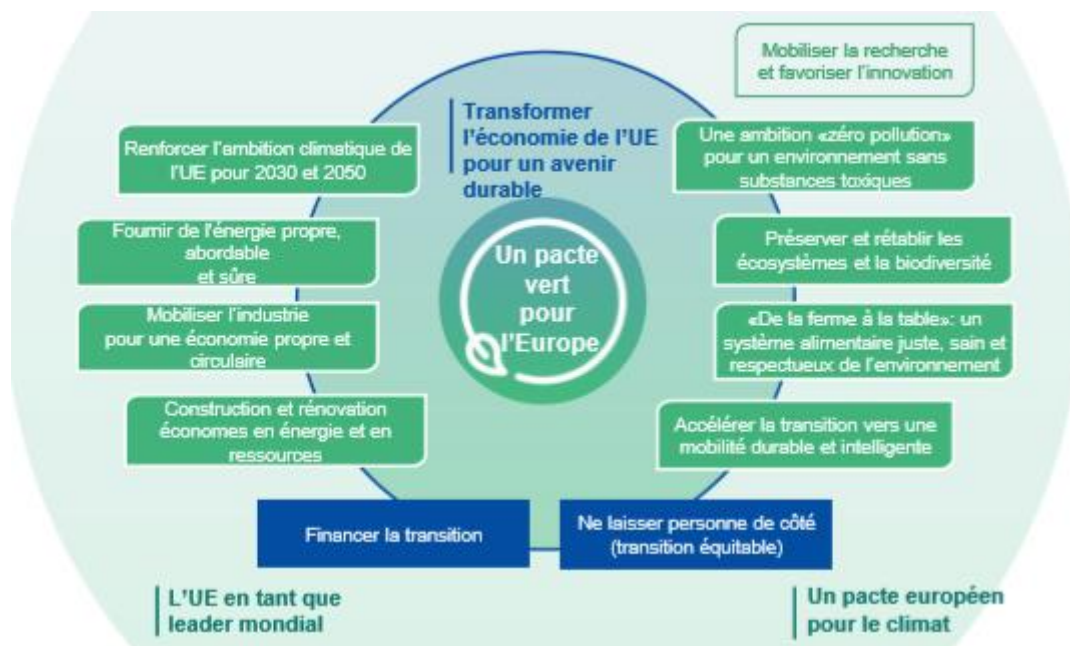 Mobiliser la recherche
et favoriser l'innovation
Transformer
l'économie de l'UE
pour un avenir
durable
Renforcer l'ambition climatique de
l'UE pour 2030 et 2050
Une ambition «zéro pollution»
pour un environnement sans
substances toxiques
Fournir de l'énergie propre,
abordable
et sûre
Préserver et rétablir les
écosystèmes et la biodiversité
Un pacte
vert
pour
l'Europe
Mobiliser l'industrie
pour une économie propre et
circulaire
«De la ferme à la table»: un
système alimentaire juste, sain et
respectueux de l'environnement
Construction et rénovation
économes en énergie et en
ressources
Accélérer la transition vers une
mobilité durable et intelligente
Financer la transition
Ne laisser personne de côté
(transition équitable)
L'UE en tant que
leader mondial
Un pacte européen
pour le climat